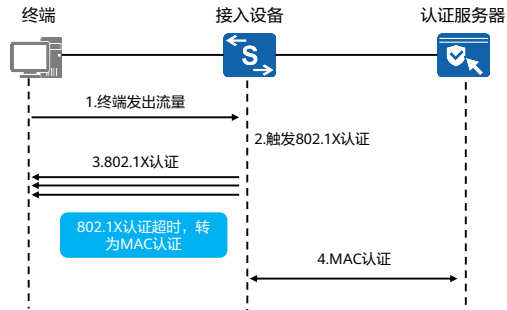 终端
接入设备
认证服务器
S
1.终端发出流量
2.触发802.1X认证
3.802.1X认证
802.1X认证超时，转
为MAC认证
4.MAC认证